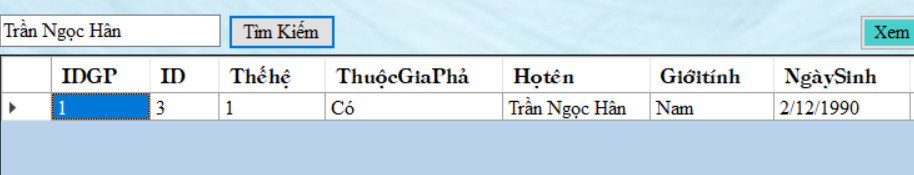 Trần Ngọc Hân Tìm Kiếm Xem
IDGP ID Thếhệ ThuộcGiaPhả Họtên Giớitính NgàySinh
1 3 1 Có Trần Ngọc Hân Nam 2/12/1990